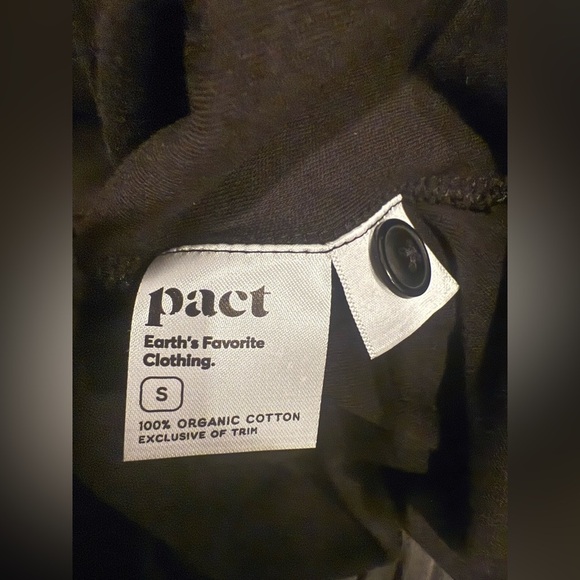 pact
Earth's Favorite
Clothing.
S
100% ORGANIC COTTON
EXCLUSIVE OF TRIM